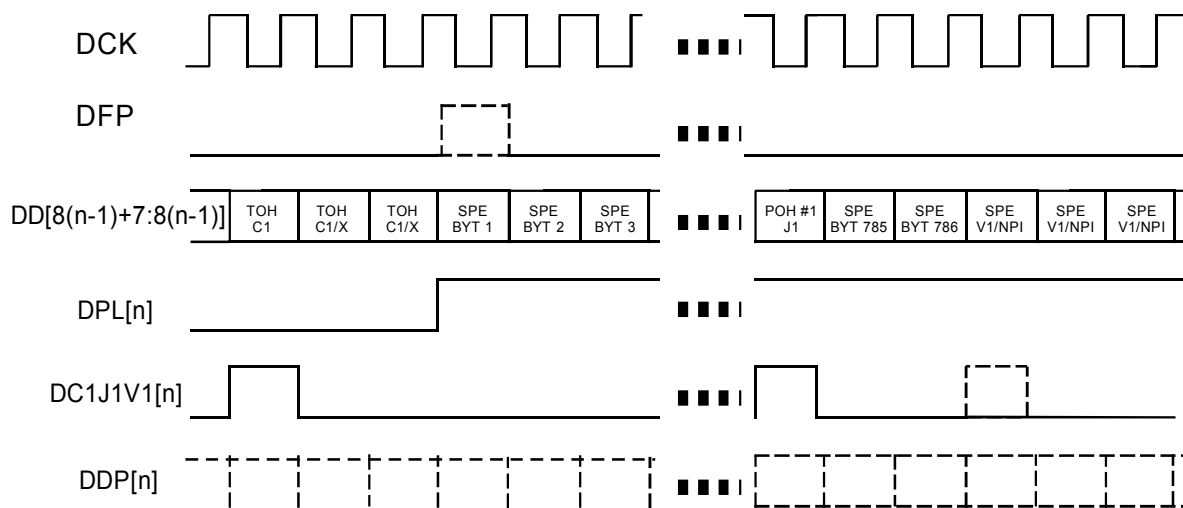 DCK
DFP
DD[8(n-1)+7:8(n-1)]
TOH
C1
TOH
C1/X
TOH
C1/X
SPE
BYT 1
SPE
BYT 2
SPE
BYT 3
POH #1
J1
SPE
BYT 785
SPE
BYT 786
SPE
V1/NPI
SPE
V1/NPI
SPE
V1/NPI
DPL[n]
DC1J1V1[n]
DDP[n]